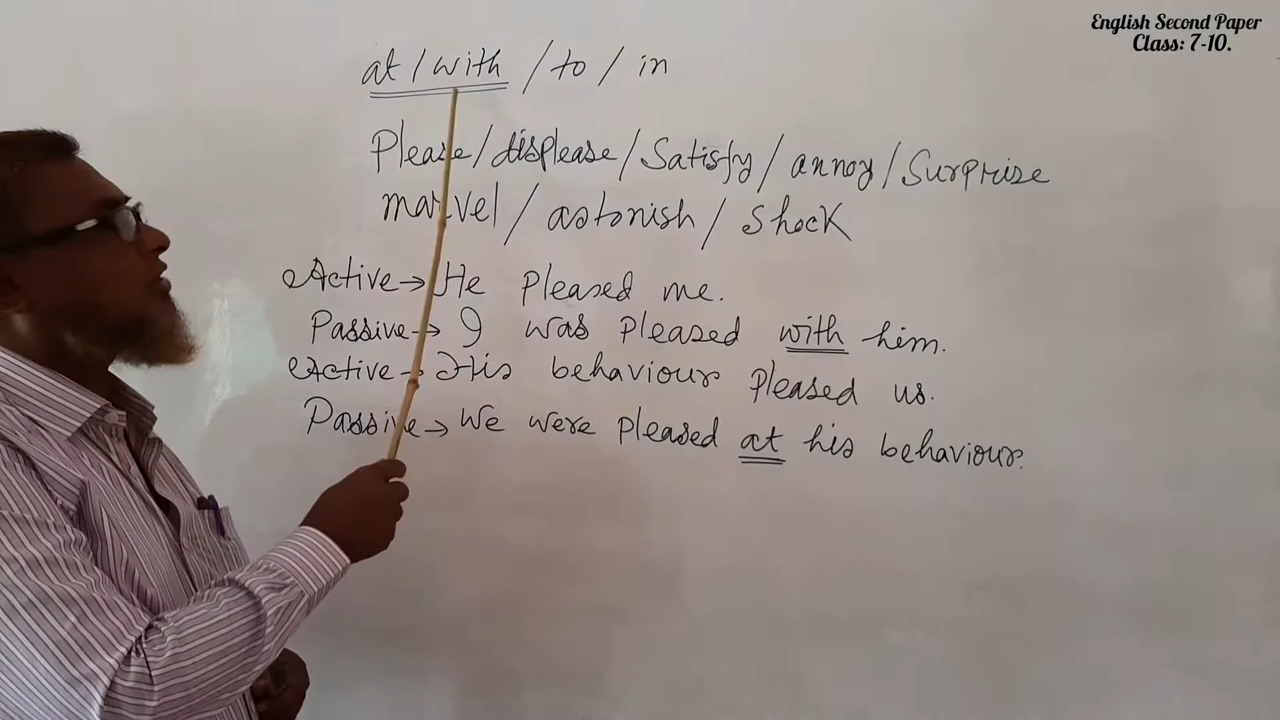 English Second Paper
Class: 7-10.
at / with / to / in
Please / displease / Satisfy / annoy / Surprise
marvel / astonish / Shock
Active → He Pleased me.
Passive → I was Pleased with him.
Active → His behaviour Pleased us.
Passive → We were Pleased at his behaviour.